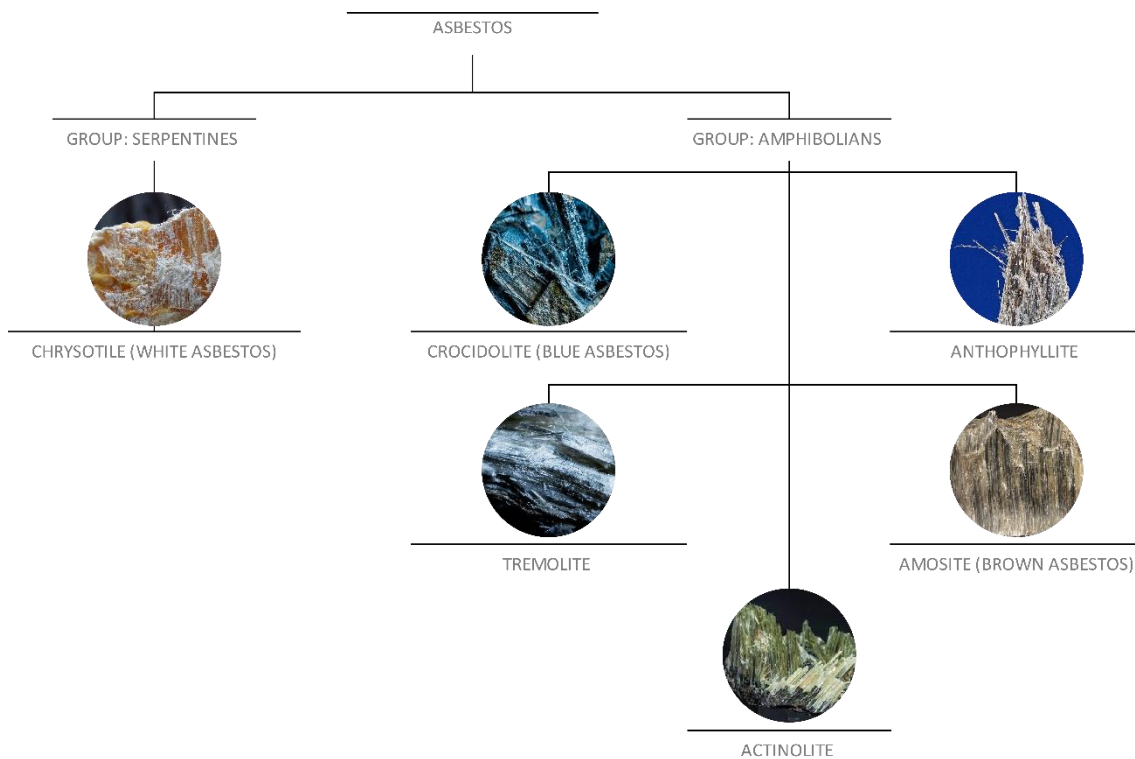 ASBESTOS
GROUP: SERPENTINES
GROUP: AMPHIBOLIANS
CHRYSOTILE (WHITE ASBESTOS)
CROCIDOLITE (BLUE ASBESTOS)
ANTHOPHYLLITE
TREMOLITE
AMOSITE (BROWN ASBESTOS)
ACTINOLITE